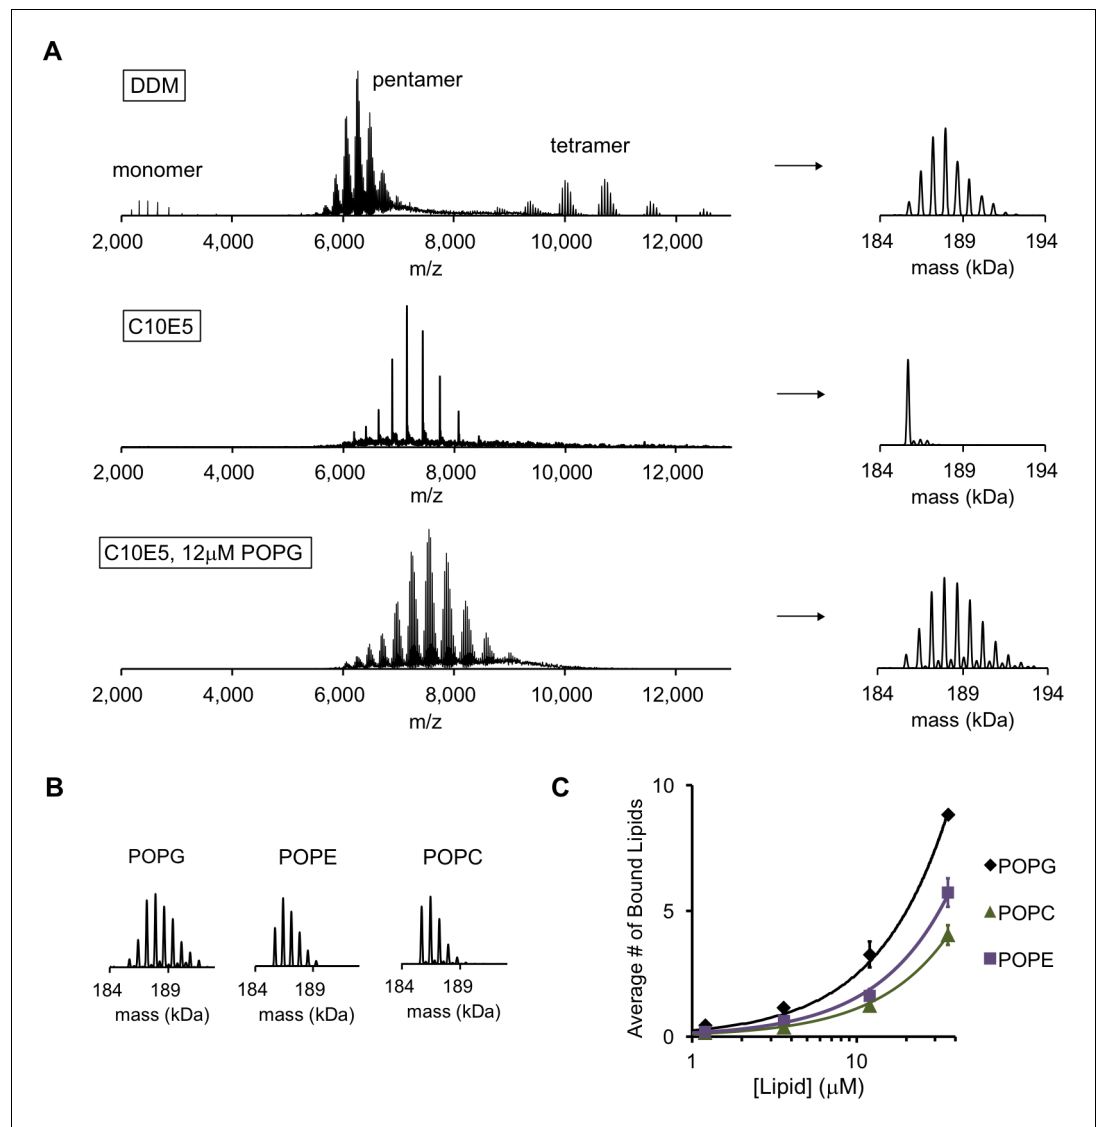 A
DDM
pentamer
monomer
tetramer
2,000 4,000 6,000 8,000 10,000 12,000
m/z
184 189 194
mass (kDa)
C10E5
2,000 4,000 6,000 8,000 10,000 12,000
m/z
184 189 194
mass (kDa)
C10E5, 12μM POPG
2,000 4,000 6,000 8,000 10,000 12,000
m/z
184 189 194
mass (kDa)
B
POPG POPE POPC
184 189 184 189 184 189
mass (kDa) mass (kDa) mass (kDa)
C
Average # of Bound Lipids
10
5
0
1 10
[Lipid] (μM)
POPG
POPC
POPE